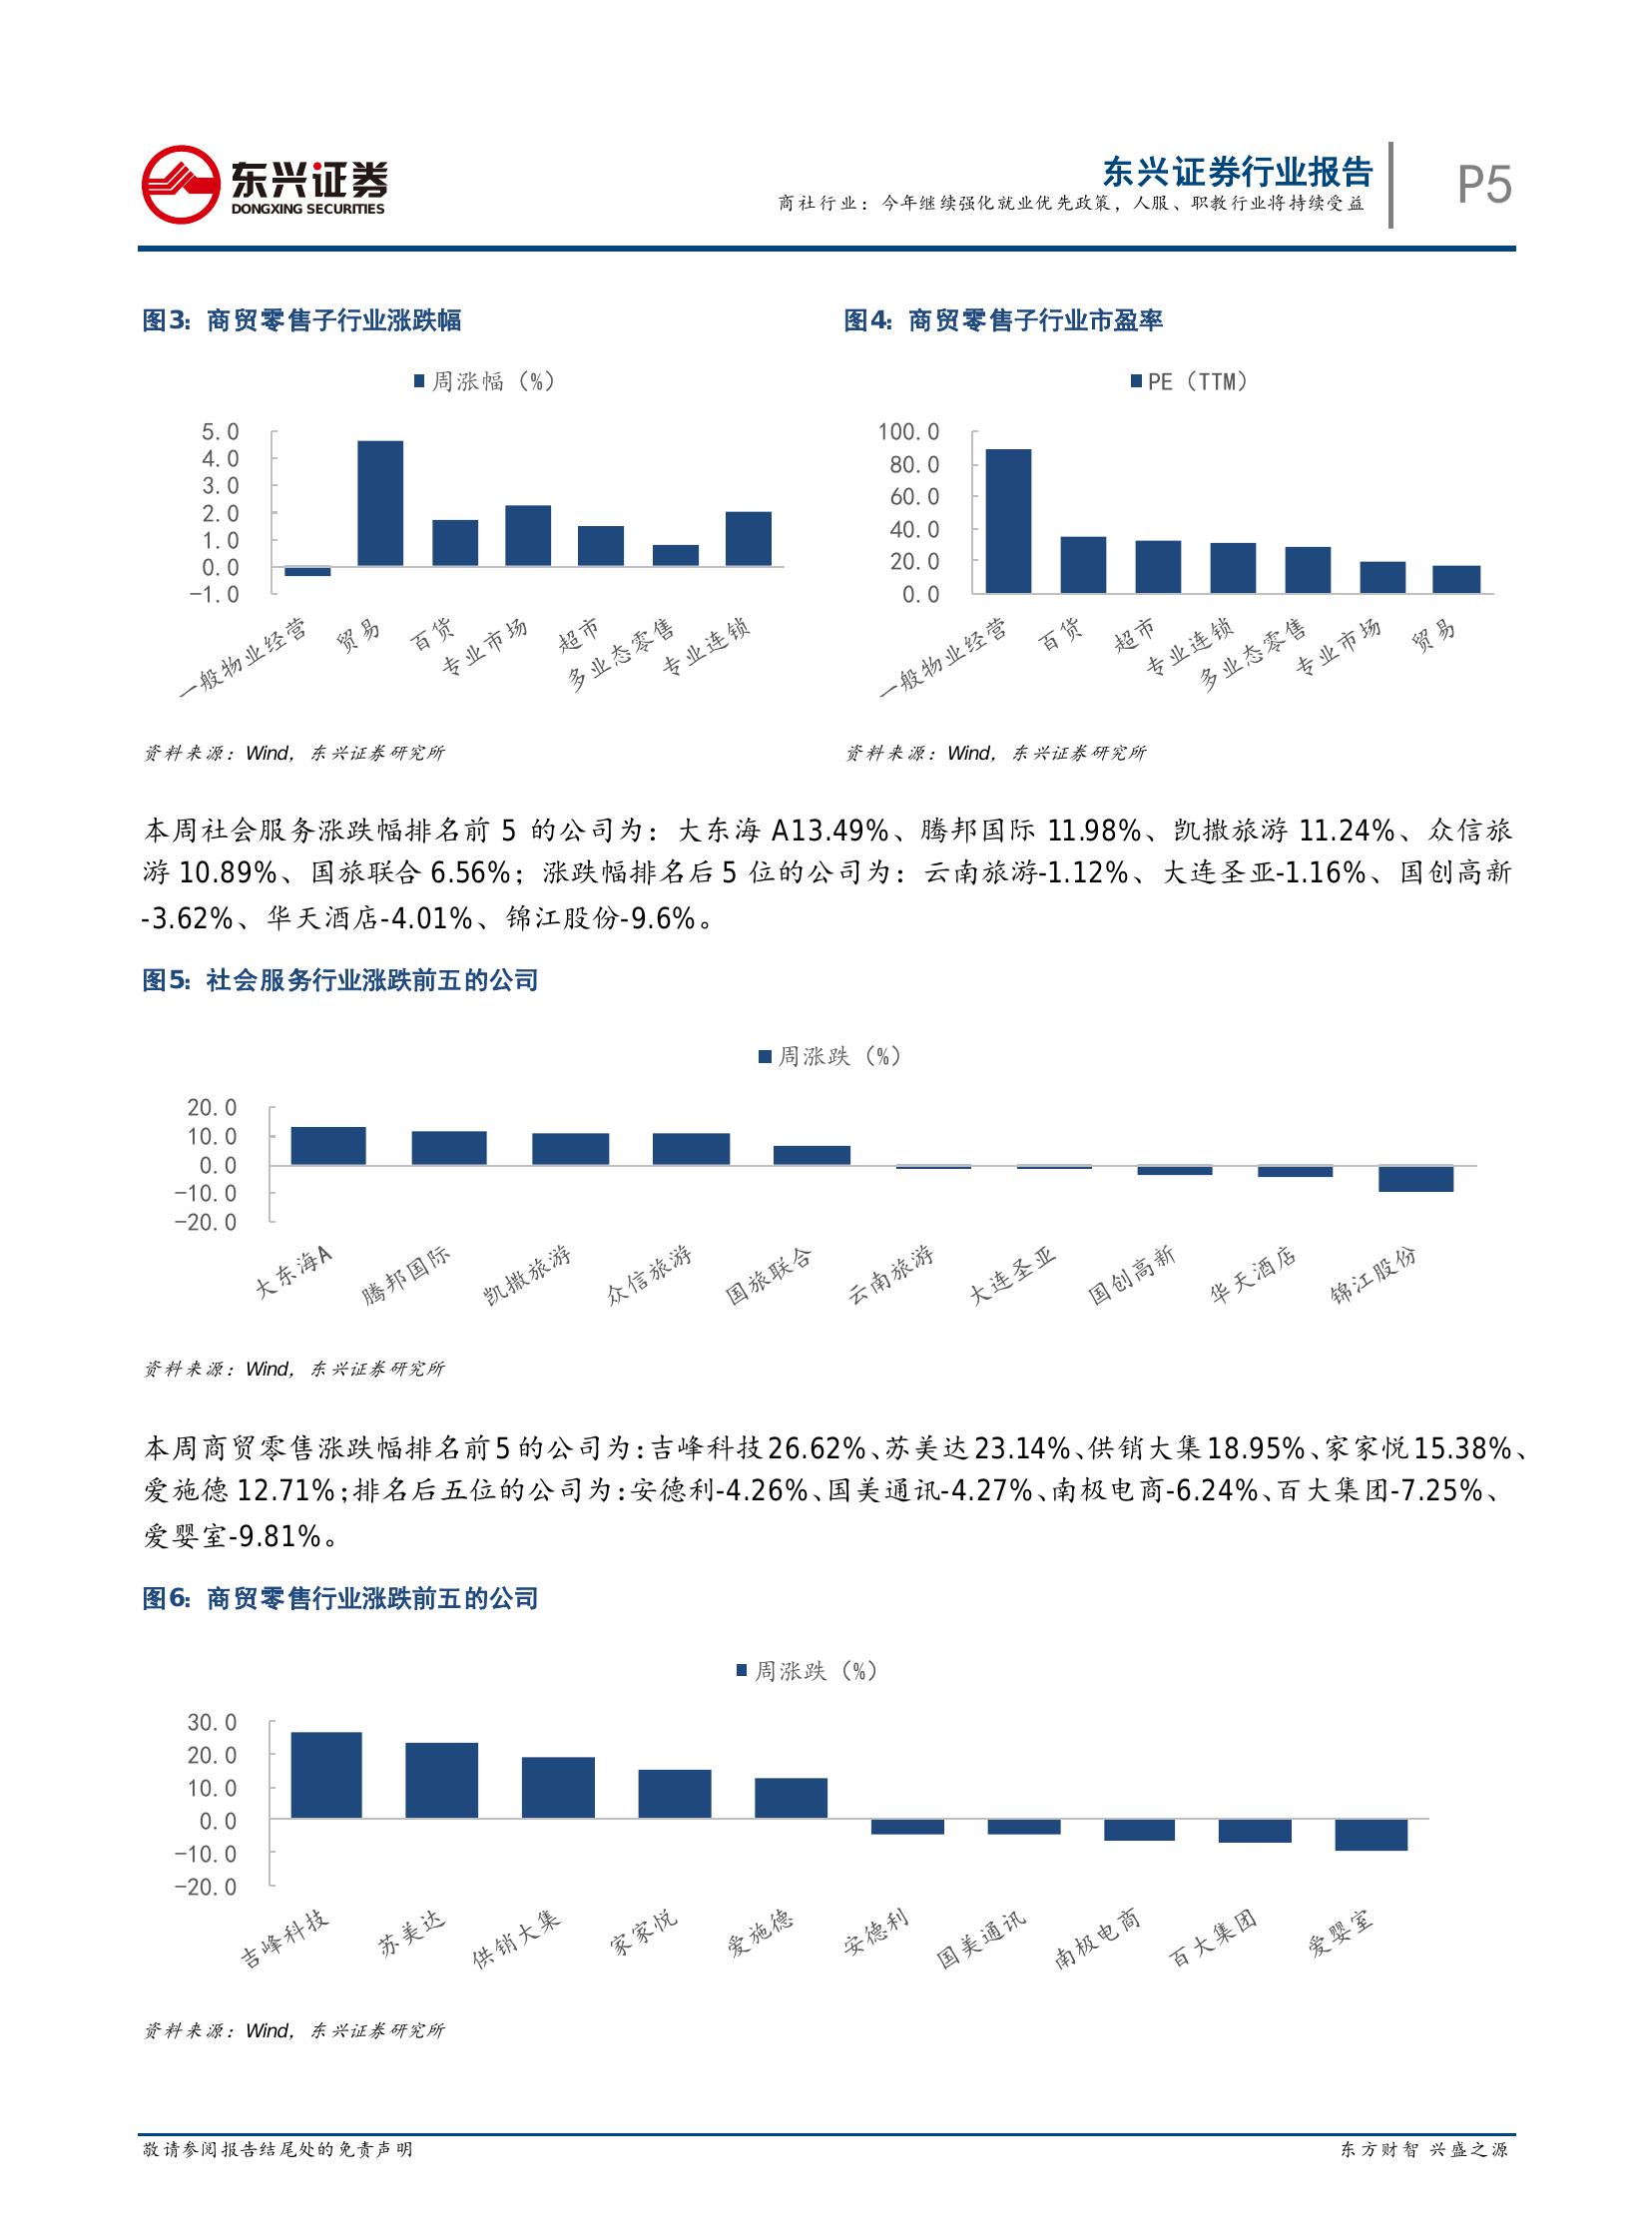 东兴证券
DONGXING SECURITIES
东兴证券行业报告
商社行业：今年继续强化就业优先政策，人服、职教行业将持续受益
P5
图3：商贸零售子行业涨跌幅
周涨幅（%）
5.0
4.0
3.0
2.0
1.0
0.0
-1.0
一般物业经营
贸易
百货
专业市场
超市
多业态零售
专业连锁
资料来源：Wind，东兴证券研究所
图4：商贸零售子行业市盈率
PE（TTM）
100.0
80.0
60.0
40.0
20.0
0.0
一般物业经营
百货
超市
专业连锁
多业态零售
专业市场
贸易
资料来源：Wind，东兴证券研究所
本周社会服务涨跌幅排名前 5 的公司为：大东海 A13.49%、腾邦国际 11.98%、凯撒旅游 11.24%、众信旅
游 10.89%、国旅联合 6.56%；涨跌幅排名后 5 位的公司为：云南旅游-1.12%、大连圣亚-1.16%、国创高新
-3.62%、华天酒店-4.01%、锦江股份-9.6%。
图5：社会服务行业涨跌前五的公司
周涨跌（%）
20.0
10.0
0.0
-10.0
-20.0
大东海A
腾邦国际
凯撒旅游
众信旅游
国旅联合
云南旅游
大连圣亚
国创高新
华天酒店
锦江股份
资料来源：Wind，东兴证券研究所
本周商贸零售涨跌幅排名前 5 的公司为：吉峰科技 26.62%、苏美达 23.14%、供销大集 18.95%、家家悦 15.38%、
爱施德 12.71%；排名后五位的公司为：安德利-4.26%、国美通讯-4.27%、南极电商-6.24%、百大集团-7.25%、
爱婴室-9.81%。
图6：商贸零售行业涨跌前五的公司
周涨跌（%）
30.0
20.0
10.0
0.0
-10.0
-20.0
吉峰科技
苏美达
供销大集
家家悦
爱施德
安德利
国美通讯
南极电商
百大集团
爱婴室
资料来源：Wind，东兴证券研究所
敬请参阅报告结尾处的免责声明
东方财智 兴盛之源